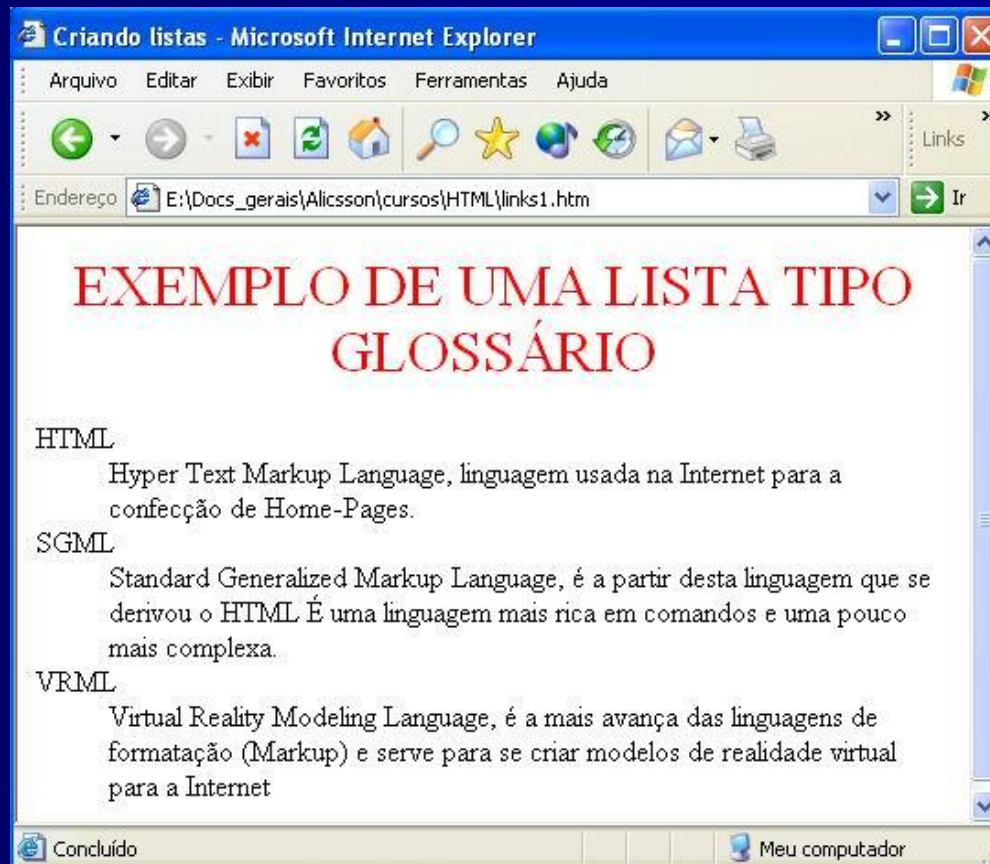 Criando listas - Microsoft Internet Explorer
Arquivo Editar Exibir Favoritos Ferramentas Ajuda
» Links »
Endereço E:\Docs_gerais\Alicsson\cursos\HTML\links1.htm Ir
EXEMPLO DE UMA LISTA TIPO
GLOSSÁRIO
HTML
Hyper Text Markup Language, linguagem usada na Internet para a
confecção de Home-Pages.
SGML
Standard Generalized Markup Language, é a partir desta linguagem que se
derivou o HTML É uma linguagem mais rica em comandos e uma pouco
mais complexa.
VRML
Virtual Reality Modeling Language, é a mais avança das linguagens de
formatação (Markup) e serve para se criar modelos de realidade virtual
para a Internet
Concluído Meu computador